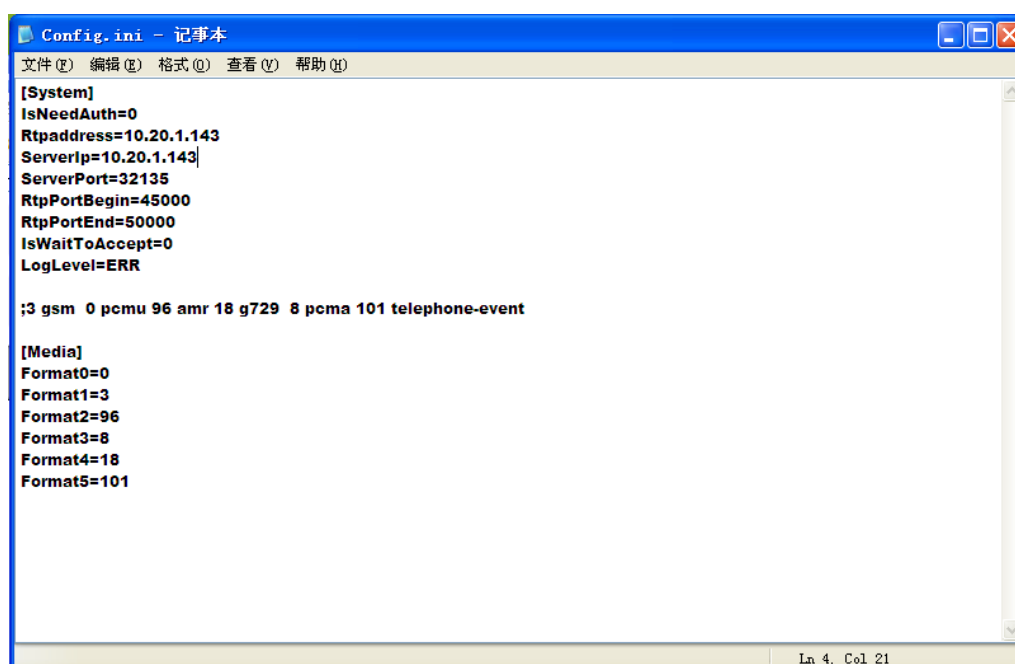 Config.ini - 记事本
文件(F) 编辑(E) 格式(O) 查看(V) 帮助(H)
[System]
IsNeedAuth=0
Rtpaddress=10.20.1.143
ServerIp=10.20.1.143
ServerPort=32135
RtpPortBegin=45000
RtpPortEnd=50000
IsWaitToAccept=0
LogLevel=ERR
;3 gsm  0 pcmu 96 amr 18 g729  8 pcma 101 telephone-event
[Media]
Format0=0
Format1=3
Format2=96
Format3=8
Format4=18
Format5=101
Ln 4, Col 21